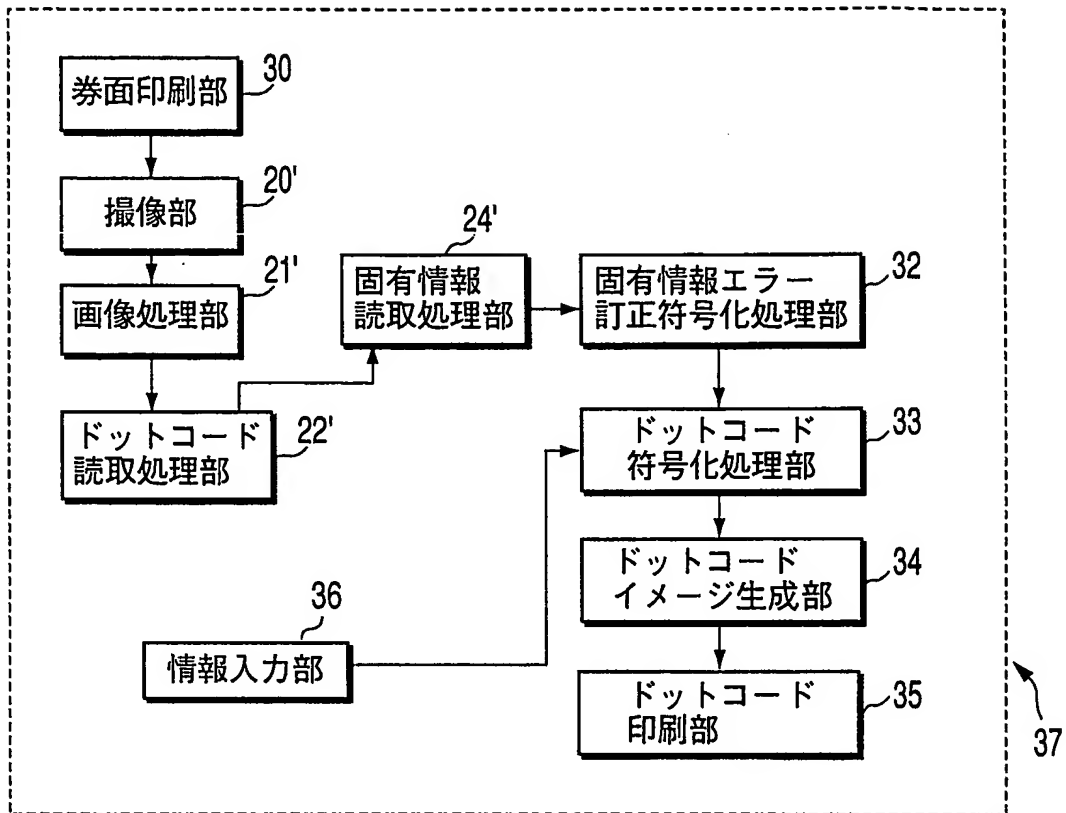 30
券面印刷部
20'
撮像部
21'
画像処理部
22'
ドットコード
読取処理部
24'
固有情報
読取処理部
32
固有情報エラー
訂正符号化処理部
33
ドットコード
符号化処理部
34
ドットコード
イメージ生成部
36
情報入力部
35
ドットコード
印刷部
37